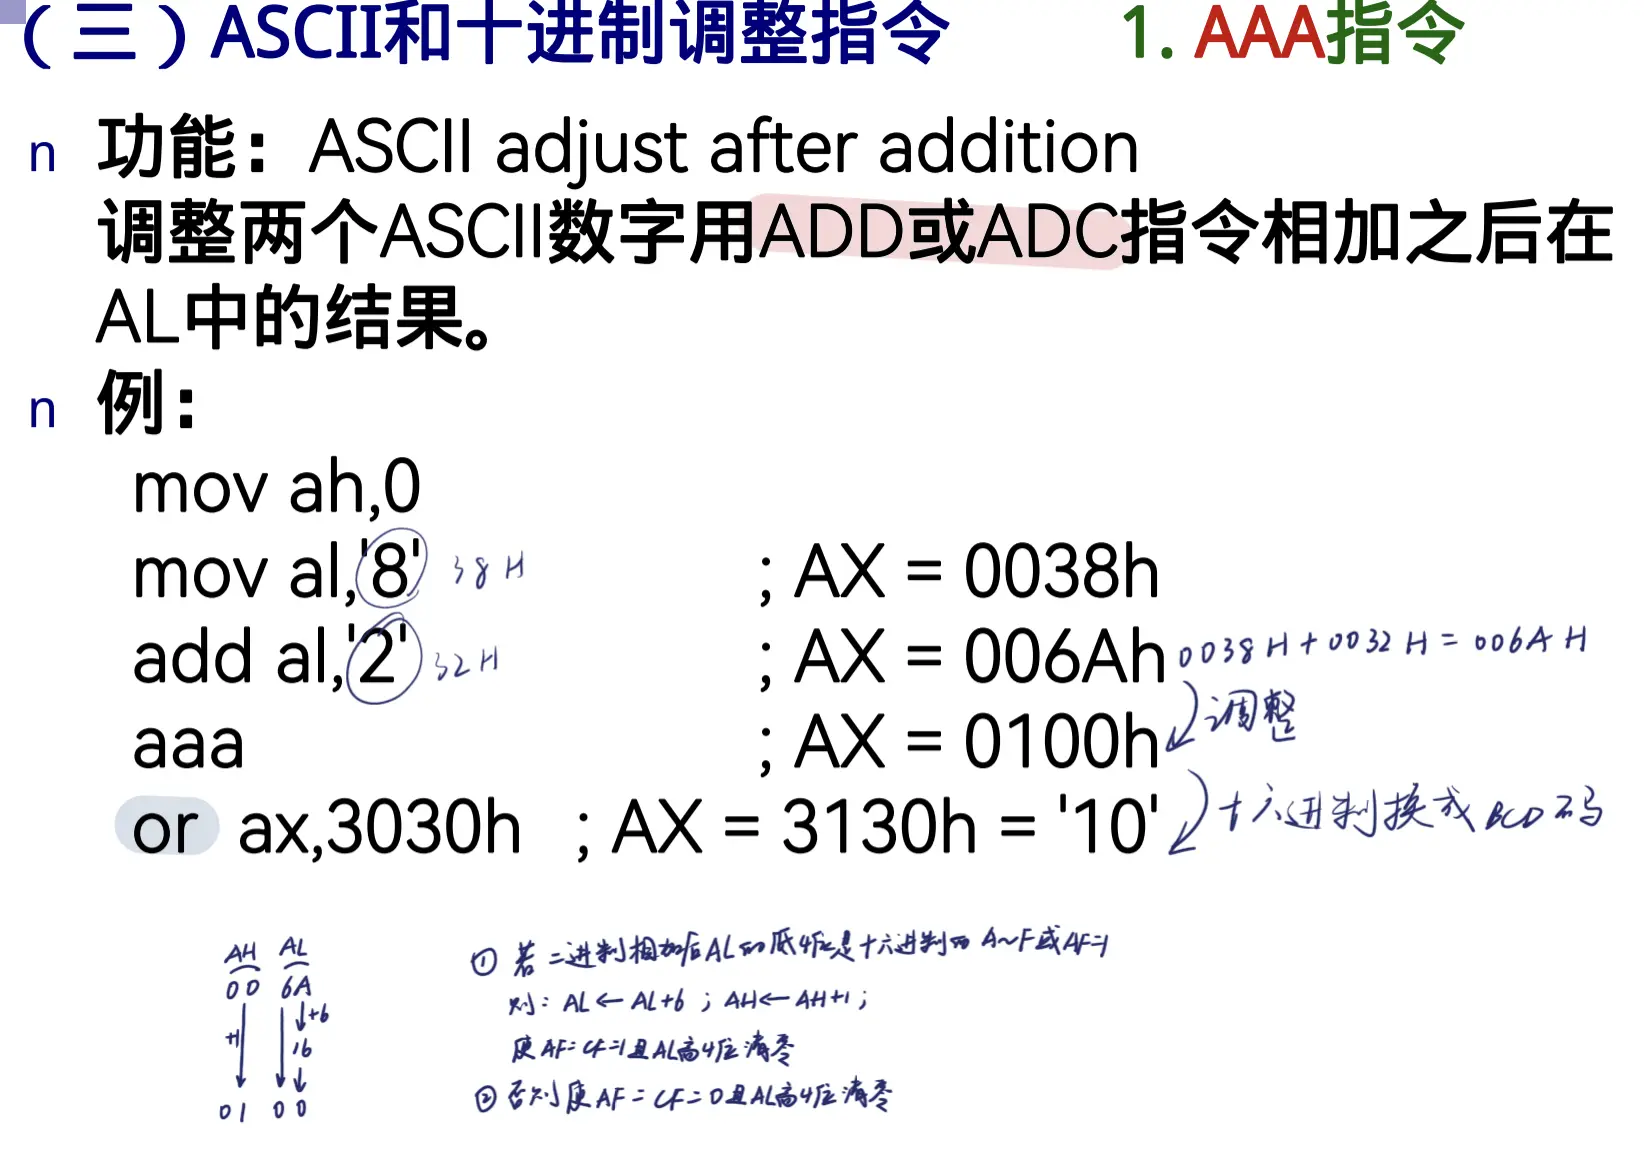 （三）ASCII和十进制调整指令 1. AAA指令
n 功能：ASCII adjust after addition
调整两个ASCII数字用ADD或ADC指令相加之后在
AL中的结果。
n 例：
mov ah,0
mov al,'8' 38H ; AX = 0038h
add al,'2' 32H ; AX = 006Ah 0038H+0032H=006AH
调整
aaa ; AX = 0100h
or ax,3030h ; AX = 3130h = '10' 十六进制换成BCD码
AH AL
00 6A
+1 +6
16
01 00
① 若二进制相加后AL的低4位是十六进制的A~F或AF=1
则：AL←AL+6；AH←AH+1；
使AF=CF=1且AL高4位清零
② 否则使AF=CF=0且AL高4位清零